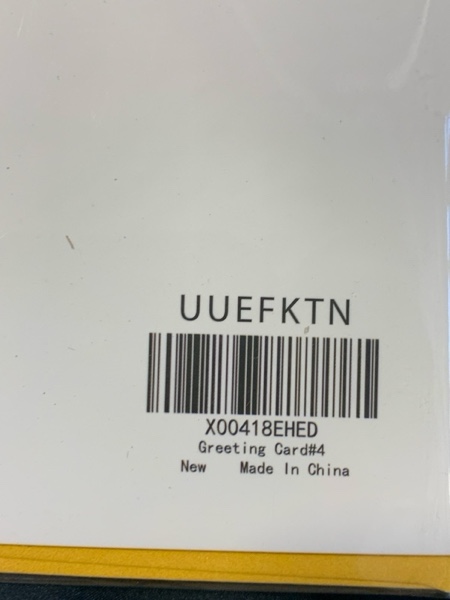 UUEFKTN
X00418EHED
Greeting Card#4
New Made In China